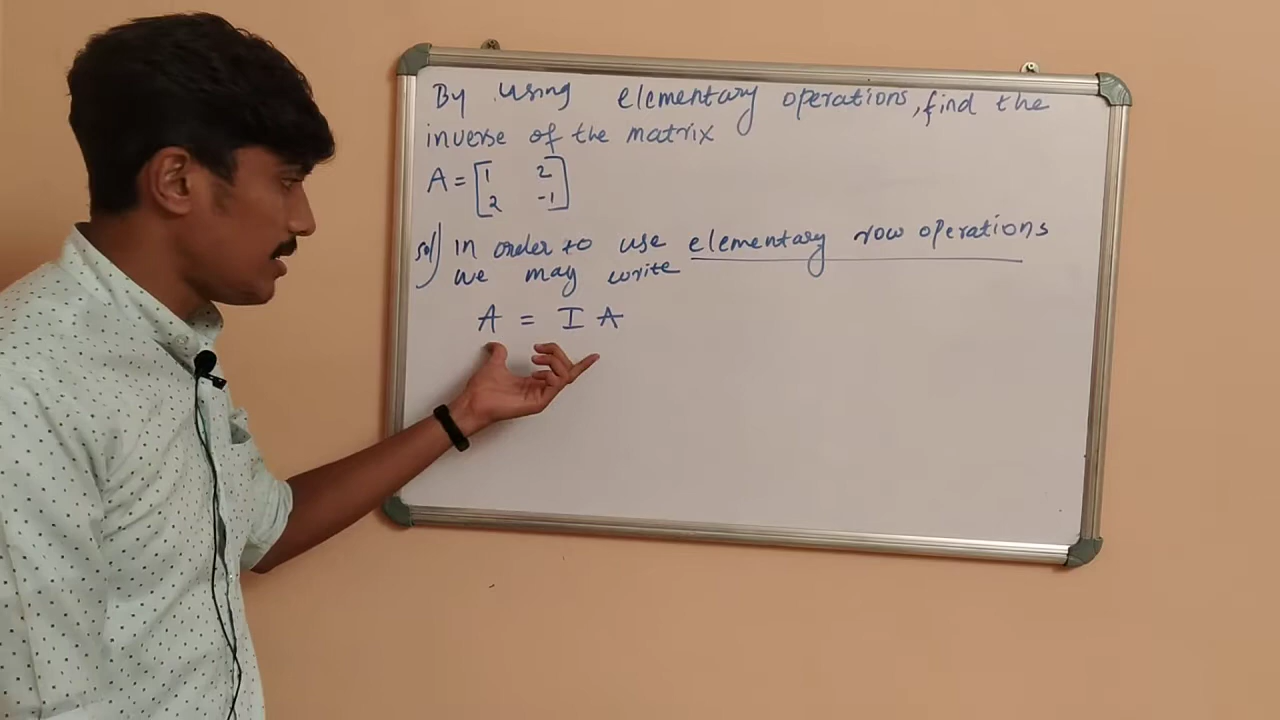 By using elementary operations, find the
inverse of the matrix
A = [1 2
2 -1]
sol) In order to use elementary row operations
we may write
A = I A